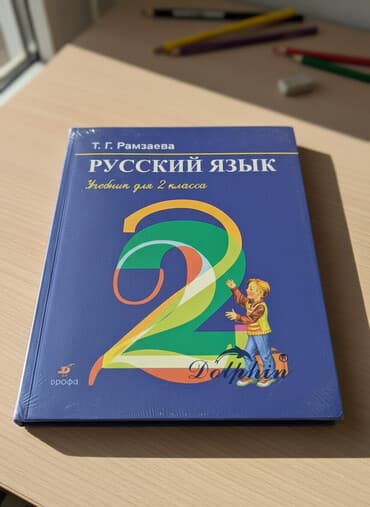 Т. Г. Рамзаева
РУССКИЙ ЯЗЫК
Учебник для 2 класса
2
дрофа
Dolphin®